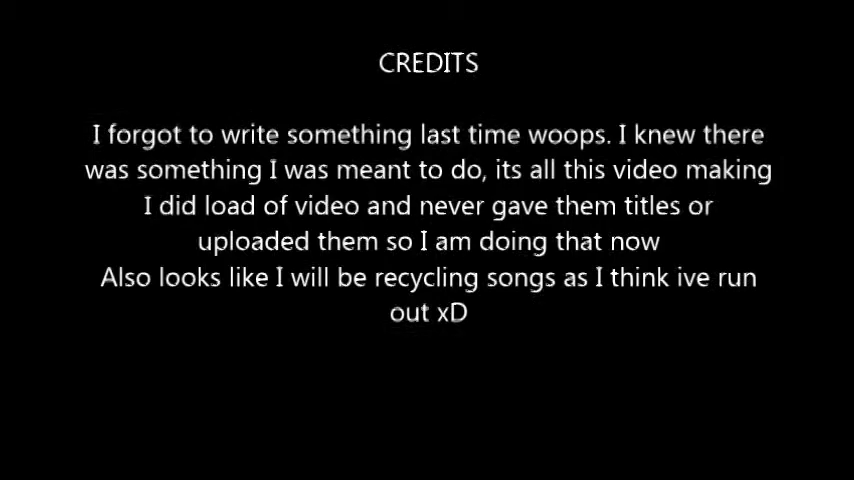 CREDITS
I forgot to write something last time woops. I knew there
was something I was meant to do, its all this video making
I did load of video and never gave them titles or
uploaded them so I am doing that now
Also looks like I will be recycling songs as I think ive run
out xD